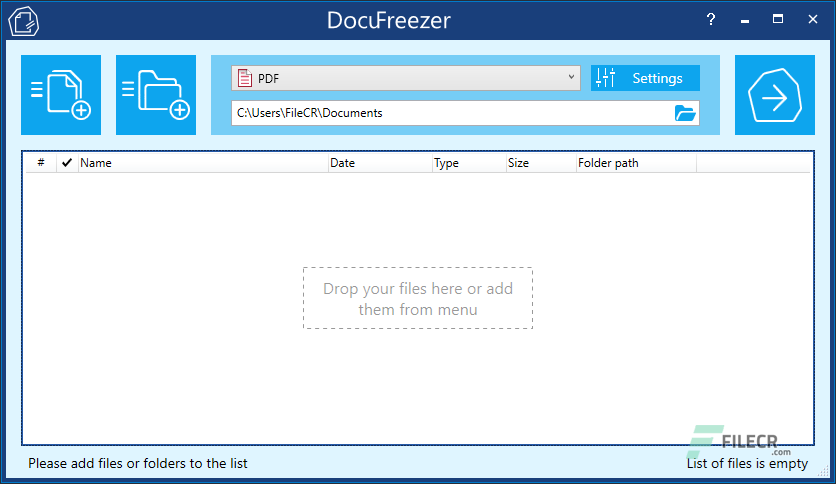 DocuFreezer
?
PDF
Settings
C:\Users\FileCR\Documents
# Name Date Type Size Folder path
Drop your files here or add
them from menu
FILECR
.com
Please add files or folders to the list
List of files is empty